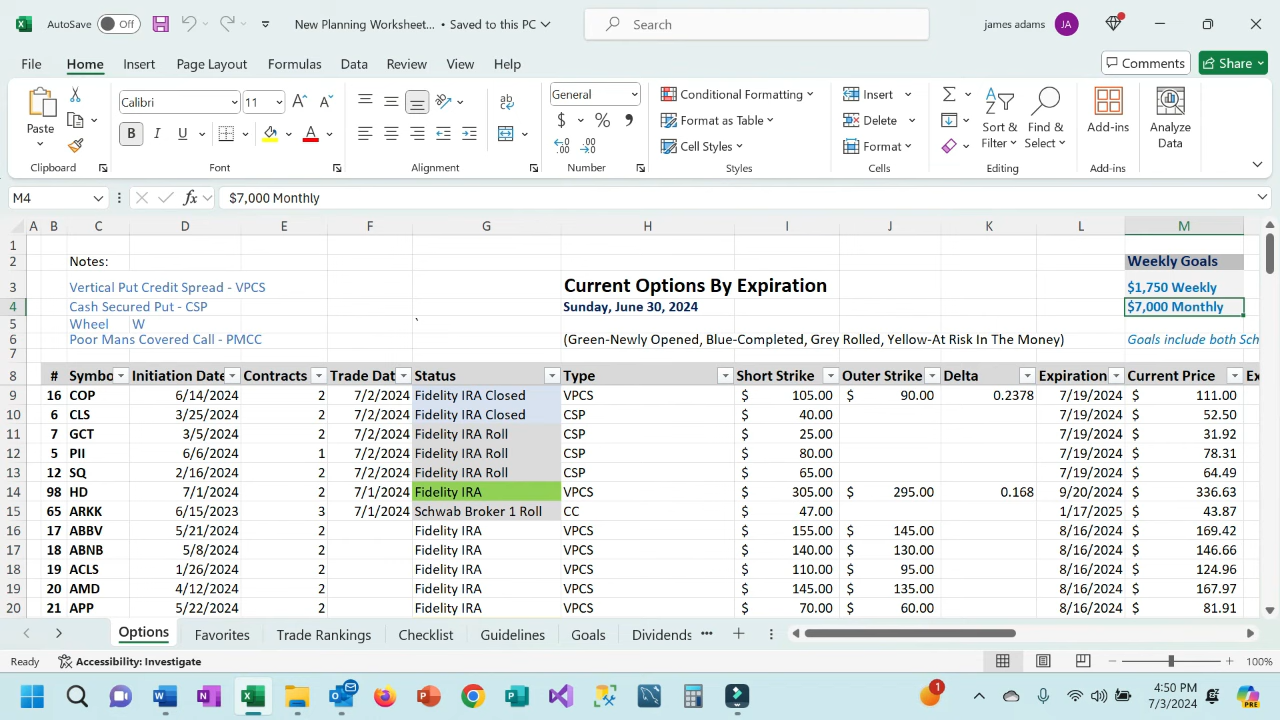 AutoSave Off New Planning Worksheet... • Saved to this PC Search james adams JA
File Home Insert Page Layout Formulas Data Review View Help Comments Share
Paste Calibri 11 General Conditional Formatting Insert Sort & Filter Find & Select Add-ins Analyze Data
B I U $ % Format as Table Delete
Cell Styles Format
Clipboard Font Alignment Number Styles Cells Editing Add-ins
M4 fx $7,000 Monthly
A B C D E F G H I J K L M
1
2 Notes: Weekly Goals
3 Vertical Put Credit Spread - VPCS Current Options By Expiration $1,750 Weekly
4 Cash Secured Put - CSP Sunday, June 30, 2024 $7,000 Monthly
5 Wheel W `
6 Poor Mans Covered Call - PMCC (Green-Newly Opened, Blue-Completed, Grey Rolled, Yellow-At Risk In The Money) Goals include both Sch
7
8 # Symbo Initiation Date Contracts Trade Dat Status Type Short Strike Outer Strike Delta Expiration Current Price Ex
9 16 COP 6/14/2024 2 7/2/2024 Fidelity IRA Closed VPCS $ 105.00 $ 90.00 0.2378 7/19/2024 $ 111.00
10 6 CLS 3/25/2024 2 7/2/2024 Fidelity IRA Closed CSP $ 40.00 7/19/2024 $ 52.50
11 7 GCT 3/5/2024 2 7/2/2024 Fidelity IRA Roll CSP $ 25.00 7/19/2024 $ 31.92
12 5 PII 6/6/2024 1 7/2/2024 Fidelity IRA Roll CSP $ 80.00 7/19/2024 $ 78.31
13 12 SQ 2/16/2024 2 7/2/2024 Fidelity IRA Roll CSP $ 65.00 7/19/2024 $ 64.49
14 98 HD 7/1/2024 2 7/1/2024 Fidelity IRA VPCS $ 305.00 $ 295.00 0.168 9/20/2024 $ 336.63
15 65 ARKK 6/15/2023 3 7/1/2024 Schwab Broker 1 Roll CC $ 47.00 1/17/2025 $ 43.87
16 17 ABBV 5/21/2024 2 Fidelity IRA VPCS $ 155.00 $ 145.00 8/16/2024 $ 169.42
17 18 ABNB 5/8/2024 2 Fidelity IRA VPCS $ 140.00 $ 130.00 8/16/2024 $ 146.66
18 19 ACLS 1/26/2024 2 Fidelity IRA VPCS $ 110.00 $ 95.00 8/16/2024 $ 124.96
19 20 AMD 4/12/2024 2 Fidelity IRA VPCS $ 145.00 $ 135.00 8/16/2024 $ 167.97
20 21 APP 5/22/2024 2 Fidelity IRA VPCS $ 70.00 $ 60.00 8/16/2024 $ 81.91
Options Favorites Trade Rankings Checklist Guidelines Goals Dividends ...
Ready Accessibility: Investigate 100%
4:50 PM
7/3/2024